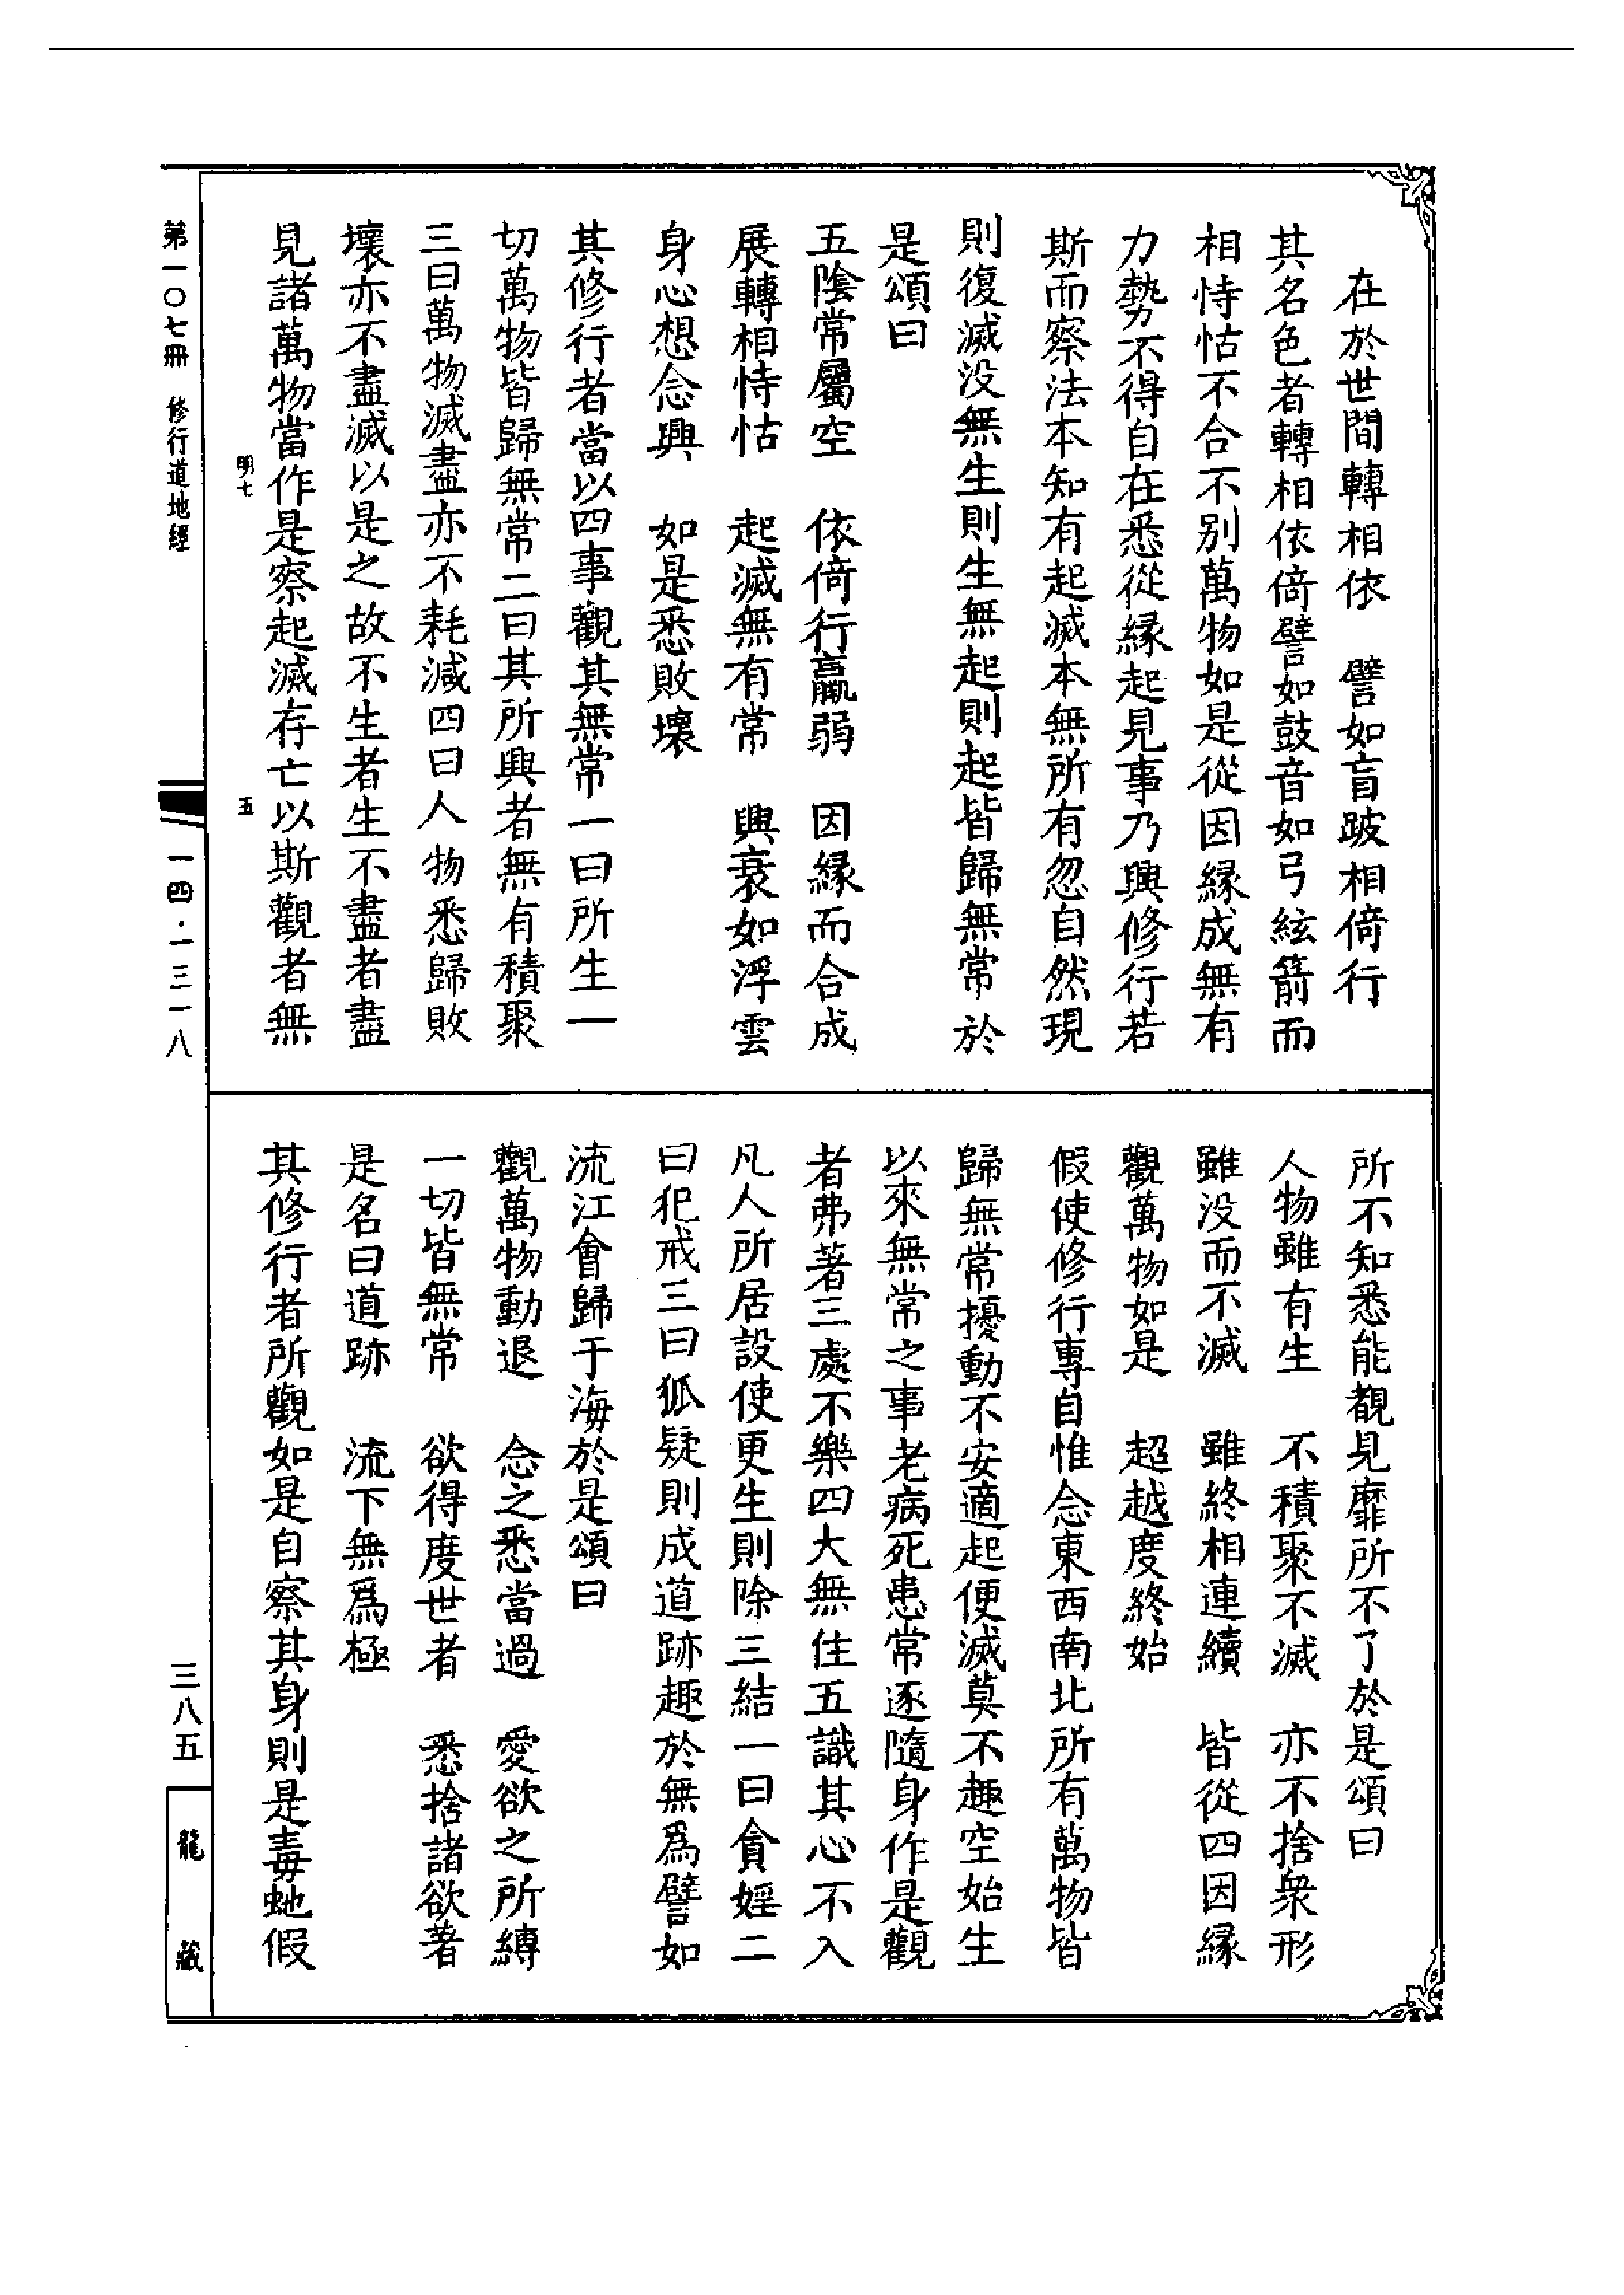 在於世間轉相依　譬如盲跛相倚行
其名色者轉相依倚譬如鼓音如弓絃箭而
相恃怙不合不別萬物如是從因縁成無有
力勢不得自在悉從縁起見事乃興修行若
斯而察法本知有起滅本無所有忽自然現
則復滅没無生則生無起則起皆歸無常於
是頌曰
五陰常屬空　依倚行羸弱　因縁而合成
展轉相恃怙　起滅無有常　興衰如浮雲
身心想念興　如是悉敗壞
其修行者當以四事觀其無常一曰所生一
切萬物皆歸無常二曰其所興者無有積聚
三曰萬物滅盡亦不耗減四曰人物悉歸敗
壞亦不盡滅以是之故不生者生不盡者盡
見諸萬物當作是察起滅存亡以斯觀者無
所不知悉能覩見靡所不了於是頌曰
人物雖有生　不積聚不滅　亦不捨衆形
雖没而不滅　雖終相連續　皆從四因縁
觀萬物如是　超越度終始
假使修行專自惟念東西南北所有萬物皆
歸無常擾動不安適起便滅莫不趣空始生
以來無常之事老病死患常逐隨身作是觀
者弗著三處不樂四大無住五識其心不入
凡人所居設使更生則除三結一曰貪婬二
曰犯戒三曰狐疑則成道跡趣於無爲譬如
流江會歸于海於是頌曰
觀萬物動退　念之悉當過　愛欲之所縛
一切皆無常　欲得度世者　悉捨諸欲著
是名曰道跡　流下無爲極
其修行者所觀如是自察其身則是毒虵假
明七　五
第一〇七冊　修行道地經
一四・一三一八
三八五
龍藏